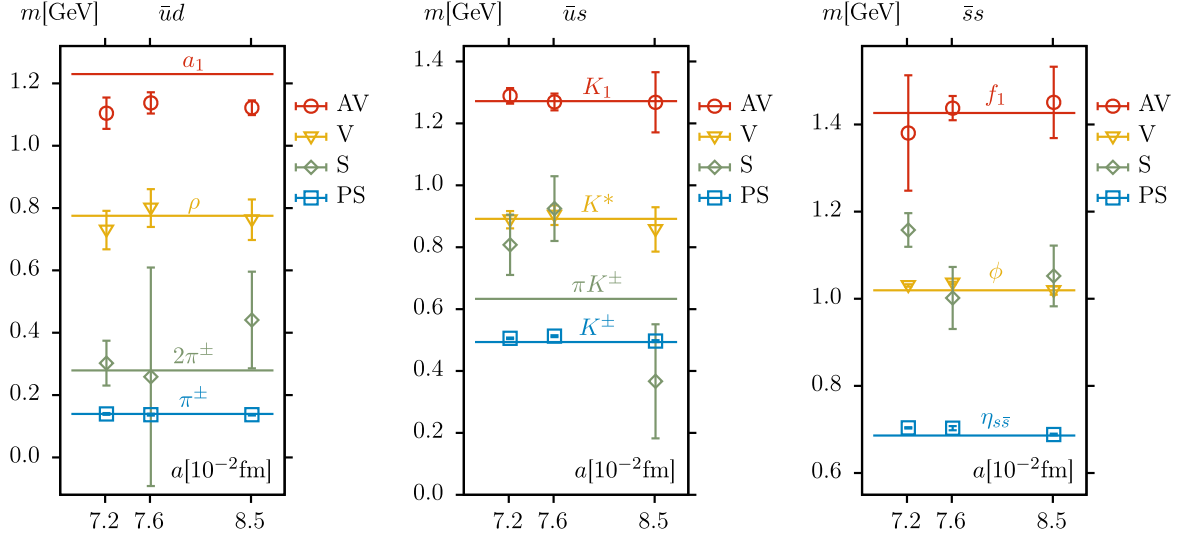 m[GeV] ūd
a₁
1.2
1.0
ρ
0.8
0.6
0.4
2π±
0.2
π±
0.0
a[10⁻²fm]
7.2 7.6 8.5
AV
V
S
PS
m[GeV] ūs
1.4
K₁
1.2
1.0
K*
0.8
πK±
0.6
K±
0.4
0.2
a[10⁻²fm]
0.0
7.2 7.6 8.5
AV
V
S
PS
m[GeV] s̄s
f₁
1.4
1.2
ϕ
1.0
0.8
ηss̄
0.6
a[10⁻²fm]
7.2 7.6 8.5
AV
V
S
PS